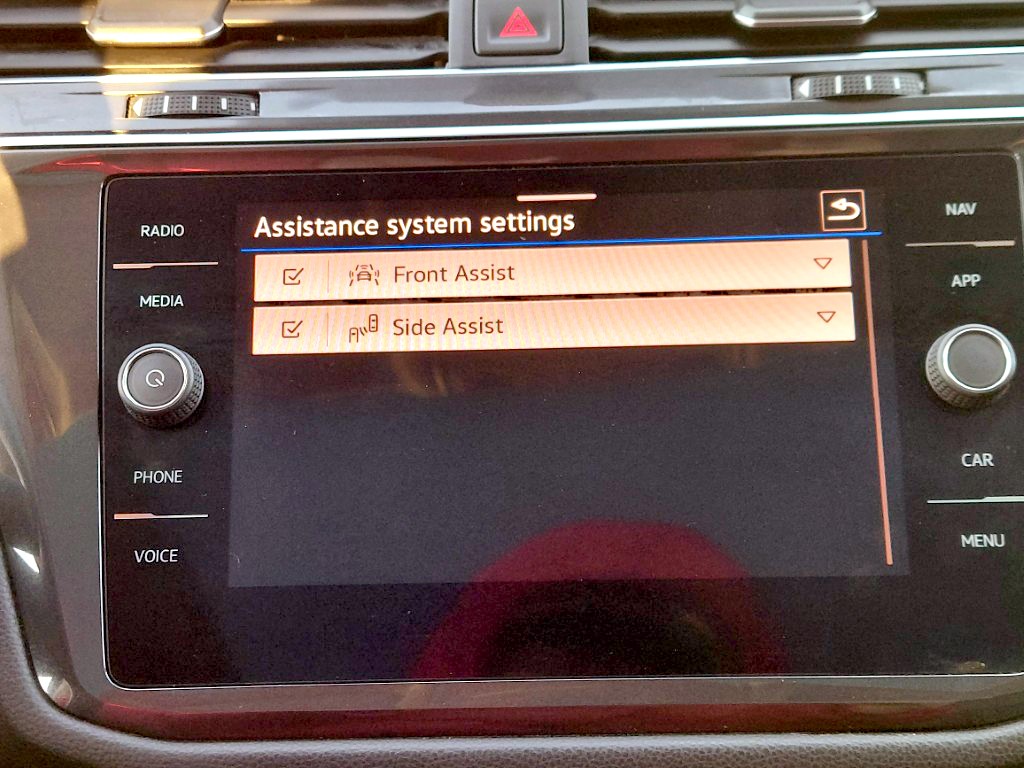 RADIO
MEDIA
PHONE
VOICE
Assistance system settings
Front Assist
Side Assist
NAV
APP
CAR
MENU